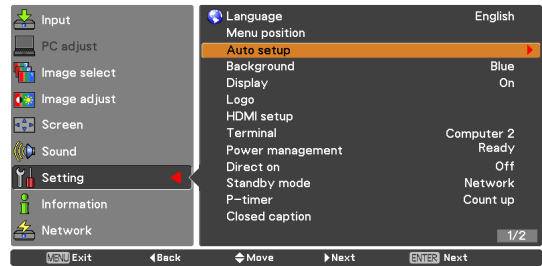 Input
PC adjust
Image select
Image adjust
Screen
Sound
Setting
Information
Network
Language English
Menu position
Auto setup
Background Blue
Display On
Logo
HDMI setup
Terminal Computer 2
Power management Ready
Direct on Off
Standby mode Network
P-timer Count up
Closed caption
1/2
MENU Exit Back Move Next ENTER Next